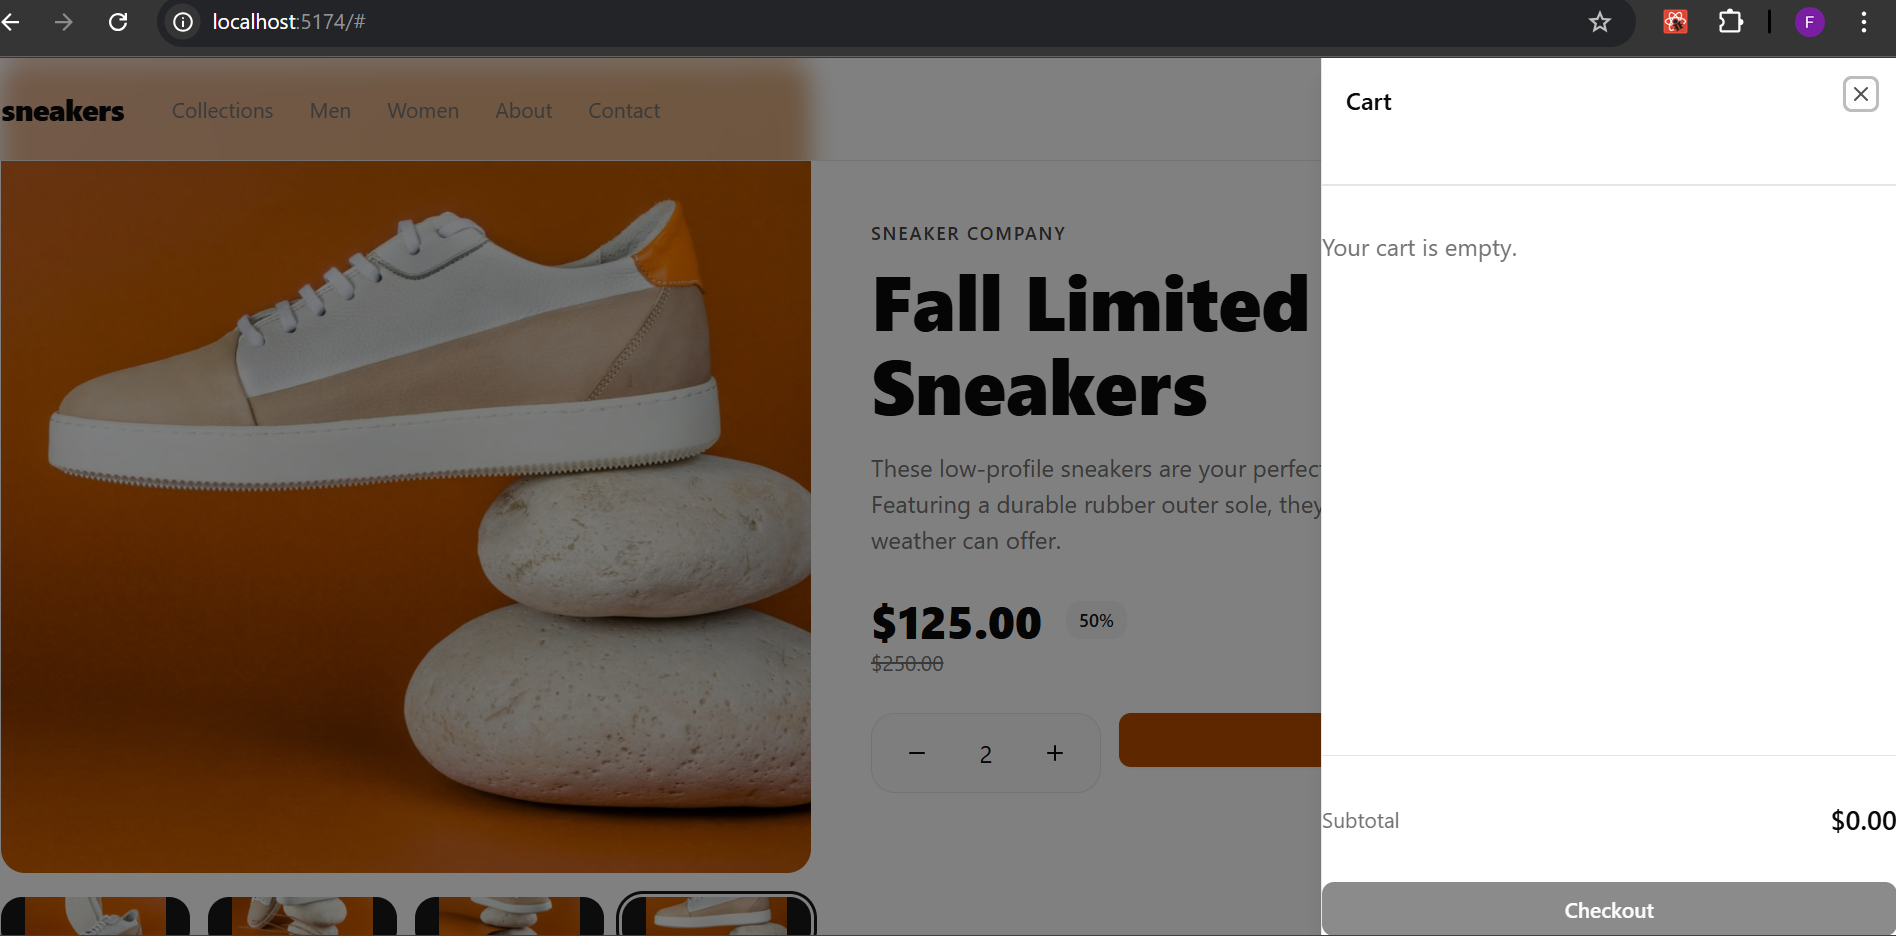 localhost:5174/#
F
sneakers Collections Men Women About Contact
Cart
SNEAKER COMPANY
Fall Limited
Sneakers
These low-profile sneakers are your perfec
Featuring a durable rubber outer sole, they
weather can offer.
$125.00 50%
$250.00
2
Your cart is empty.
Subtotal $0.00
Checkout